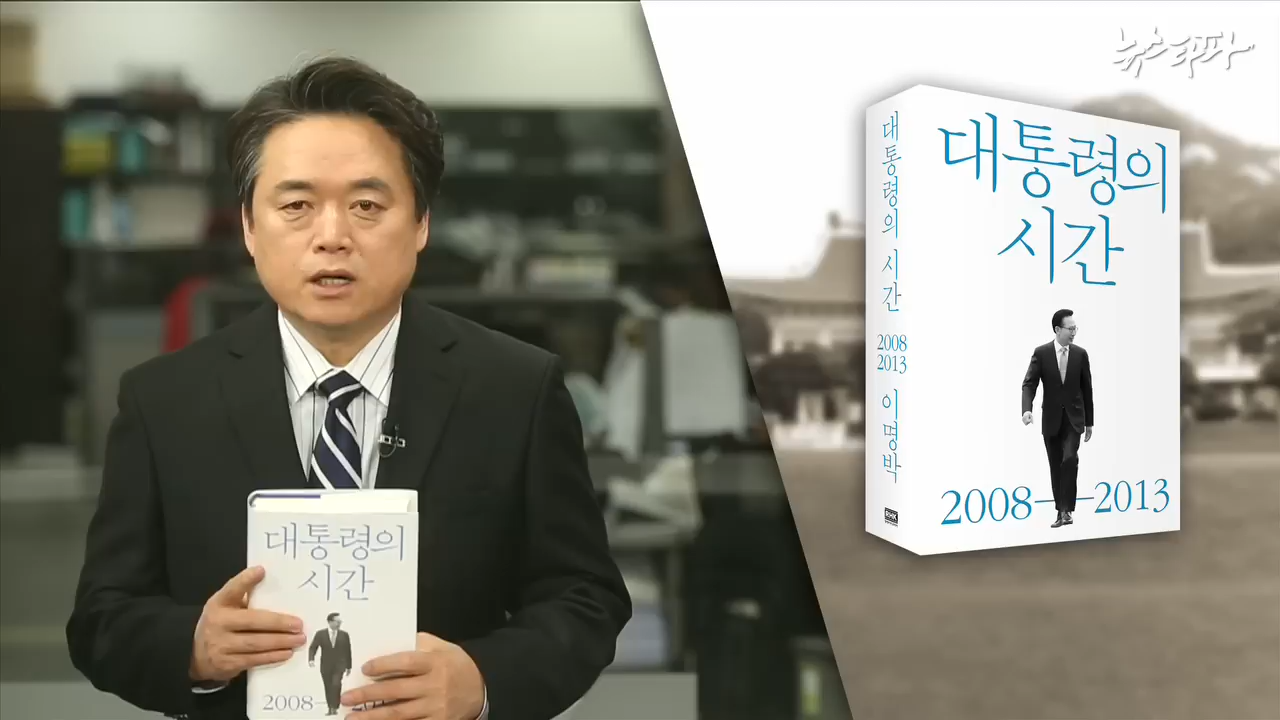 뉴스타파
대통령의
시간
2008—2013
대통령의 시간 2008 2013 이명박
대통령의
시간
2008—